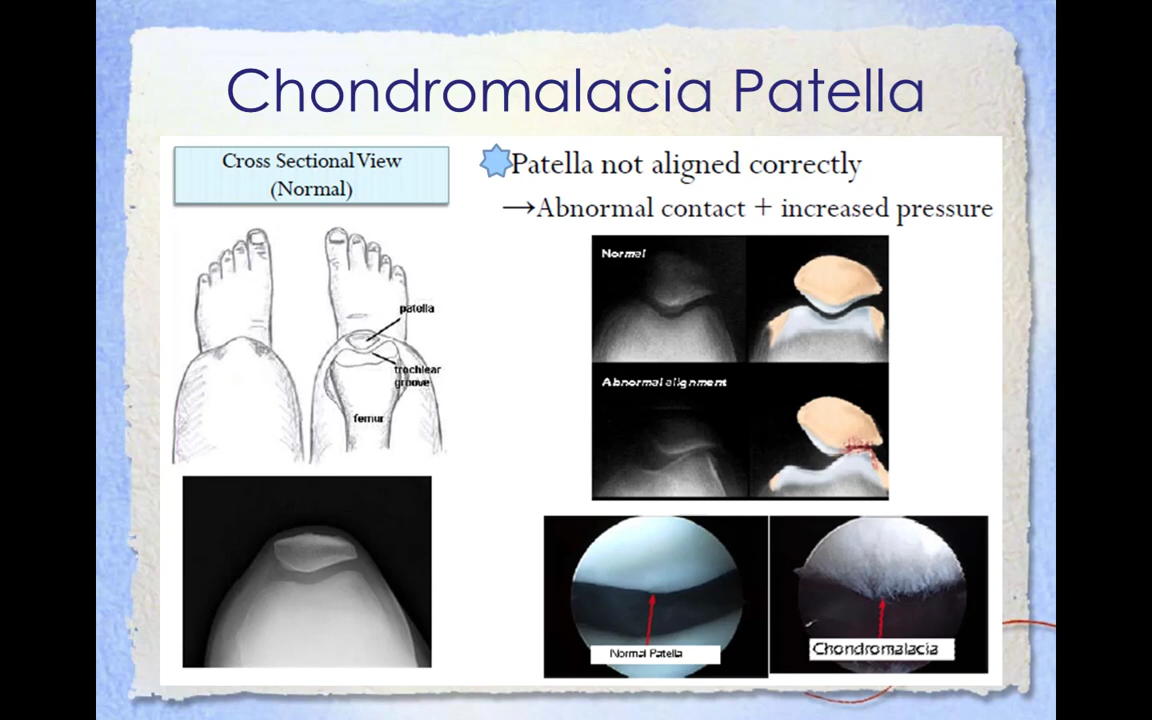 Chondromalacia Patella
Cross Sectional View
(Normal)
Patella not aligned correctly
→Abnormal contact + increased pressure
patella
trochlear
groove
femur
Normal
Abnormal alignment
Normal Patella
Chondromalacia